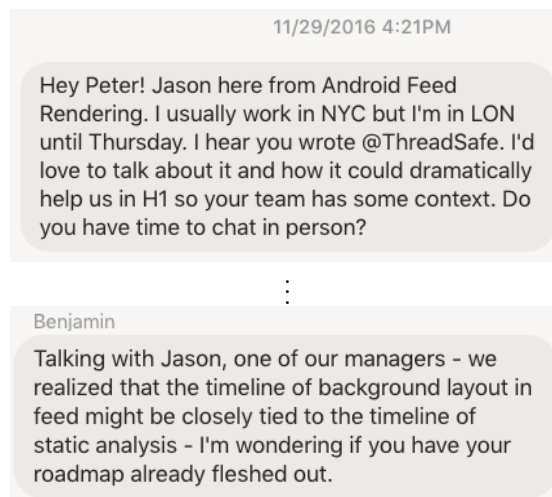 11/29/2016 4:21PM
Hey Peter! Jason here from Android Feed
Rendering. I usually work in NYC but I'm in LON
until Thursday. I hear you wrote @ThreadSafe. I'd
love to talk about it and how it could dramatically
help us in H1 so your team has some context. Do
you have time to chat in person?
⋮
Benjamin
Talking with Jason, one of our managers - we
realized that the timeline of background layout in
feed might be closely tied to the timeline of
static analysis - I'm wondering if you have your
roadmap already fleshed out.